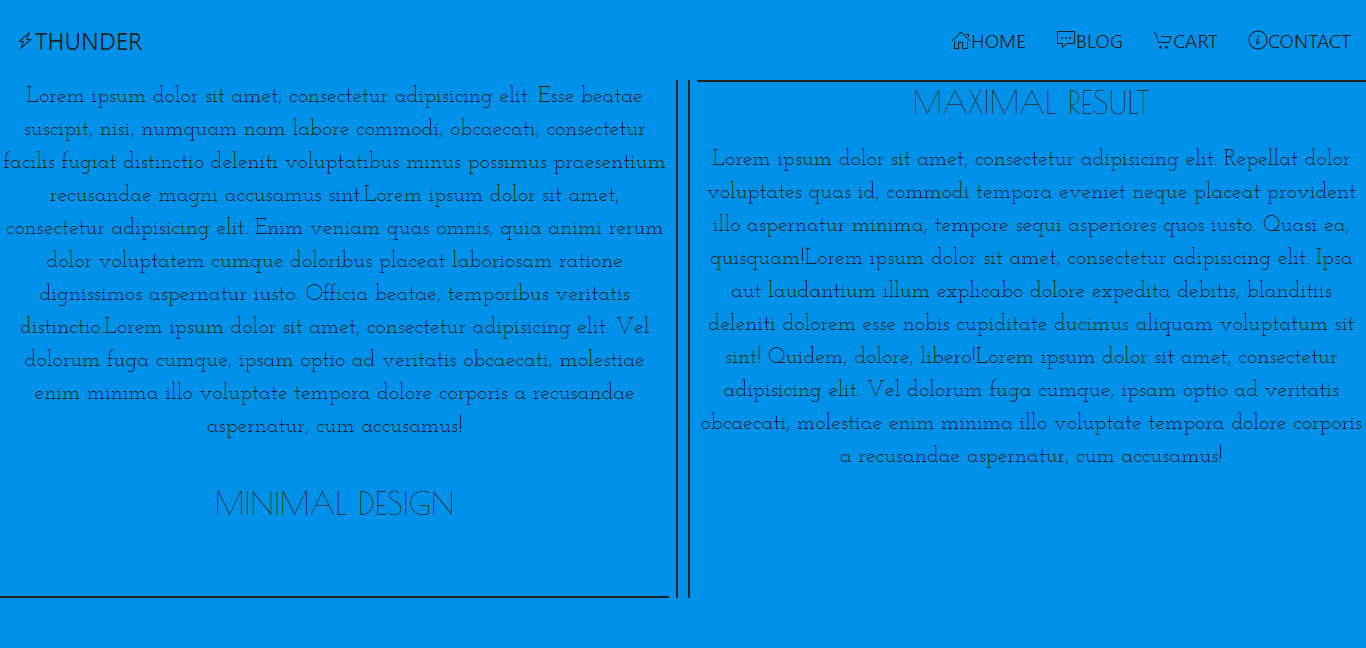 THUNDER
HOME BLOG CART CONTACT
Lorem ipsum dolor sit amet, consectetur adipisicing elit. Esse beatae
suscipit, nisi, numquam nam labore commodi, obcaecati, consectetur
facilis fugiat distinctio deleniti voluptatibus minus possimus praesentium
recusandae magni accusamus sint.Lorem ipsum dolor sit amet,
consectetur adipisicing elit. Enim veniam quas omnis, quia animi rerum
dolor voluptatem cumque doloribus placeat laboriosam ratione
dignissimos aspernatur iusto. Officia beatae, temporibus veritatis
distinctio.Lorem ipsum dolor sit amet, consectetur adipisicing elit. Vel
dolorum fuga cumque, ipsam optio ad veritatis obcaecati, molestiae
enim minima illo voluptate tempora dolore corporis a recusandae
aspernatur, cum accusamus!
MINIMAL DESIGN
MAXIMAL RESULT
Lorem ipsum dolor sit amet, consectetur adipisicing elit. Repellat dolor
voluptates quas id, commodi tempora eveniet neque placeat provident
illo aspernatur minima, tempore sequi asperiores quos iusto. Quasi ea,
quisquam!Lorem ipsum dolor sit amet, consectetur adipisicing elit. Ipsa
aut laudantium illum explicabo dolore expedita debitis, blanditiis
deleniti dolorem esse nobis cupiditate ducimus aliquam voluptatum sit
sint! Quidem, dolore, libero!Lorem ipsum dolor sit amet, consectetur
adipisicing elit. Vel dolorum fuga cumque, ipsam optio ad veritatis
obcaecati, molestiae enim minima illo voluptate tempora dolore corporis
a recusandae aspernatur, cum accusamus!